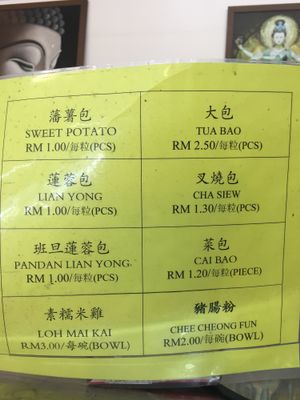 蕃薯包
SWEET POTATO
RM 1.00/每粒(PCS)
大包
TUA BAO
RM 2.50/每粒(PCS)
蓮蓉包
LIAN YONG
RM 1.00/每粒(PCS)
叉燒包
CHA SIEW
RM 1.30/每粒(PCS)
班旦蓮蓉包
PANDAN LIAN YONG
RM 1.00/每粒(PCS)
菜包
CAI BAO
RM 1.20/每粒(PIECE)
素糯米雞
LOH MAI KAI
RM3.00/每碗(BOWL)
豬腸粉
CHEE CHEONG FUN
RM2.00/每碗(BOWL)